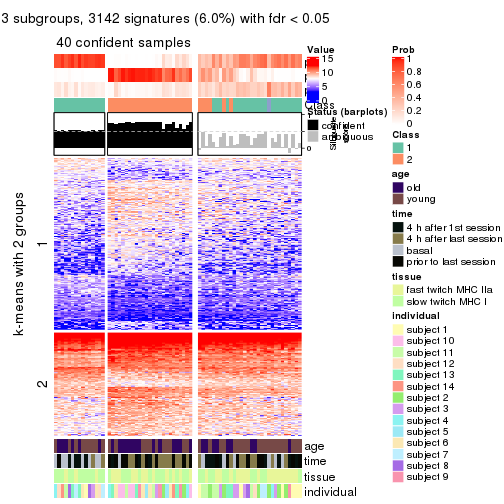 3 subgroups, 3142 signatures (6.0%) with fdr < 0.05
40 confident samples
Class
k-means with 2 groups
1
2
age
time
tissue
individual
Value
15
10
5
0
Status (barplots)
confident
ambiguous
0
Prob
1
0.8
0.6
0.4
0.2
0
Class
1
2
age
old
young
time
4 h after 1st session
4 h after last session
basal
prior to last session
tissue
fast twitch MHC IIa
slow twitch MHC I
individual
subject 1
subject 10
subject 11
subject 12
subject 13
subject 14
subject 2
subject 3
subject 4
subject 5
subject 6
subject 7
subject 8
subject 9